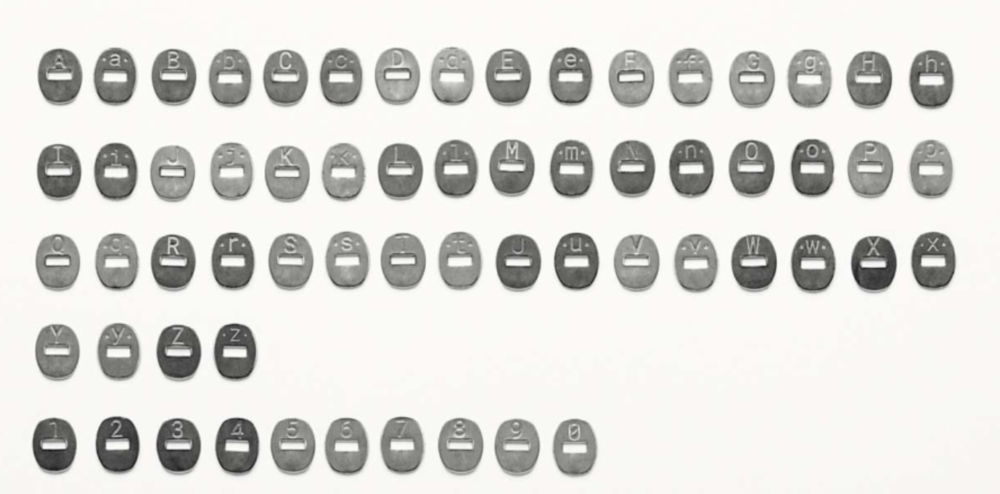 A a B b C c D d E e F f G g H h
I i J j K k L l M m N n O o P p
Q q R r S s T t U u V v W w X x
Y y Z z
1 2 3 4 5 6 7 8 9 0